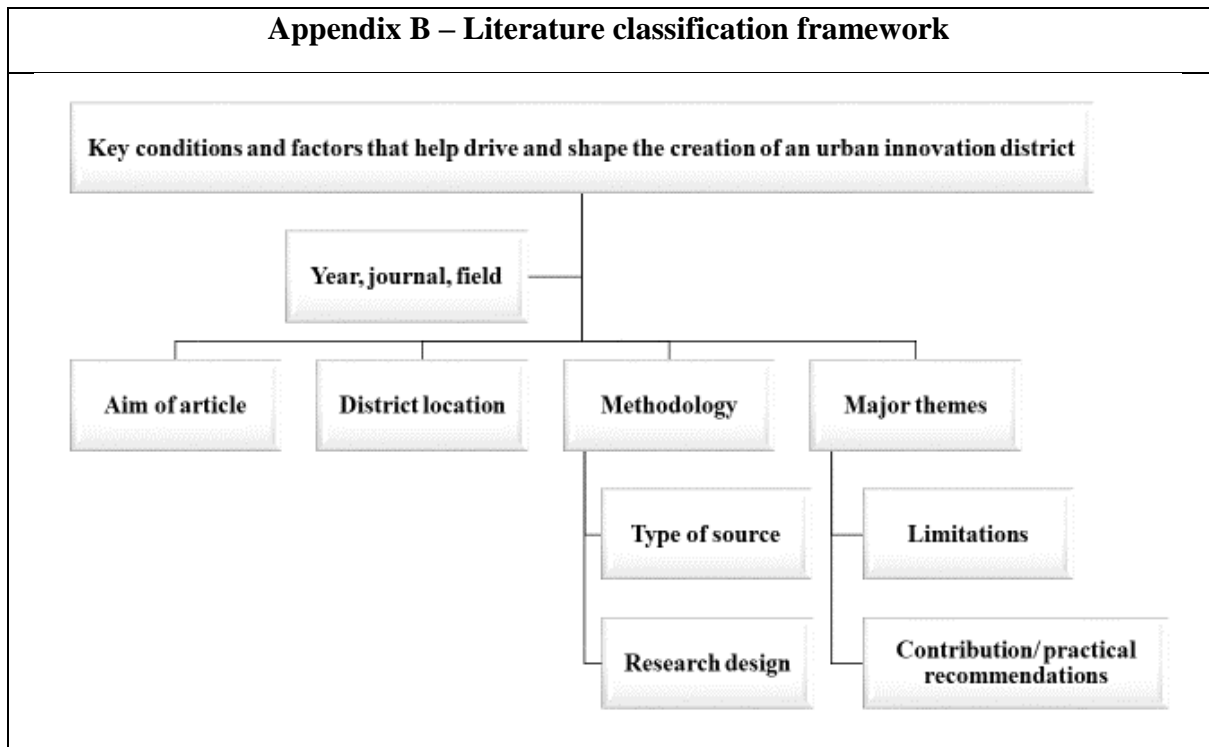 Appendix B – Literature classification framework
Key conditions and factors that help drive and shape the creation of an urban innovation district
Year, journal, field
Aim of article
District location
Methodology
Major themes
Type of source
Limitations
Research design
Contribution/practical
recommendations